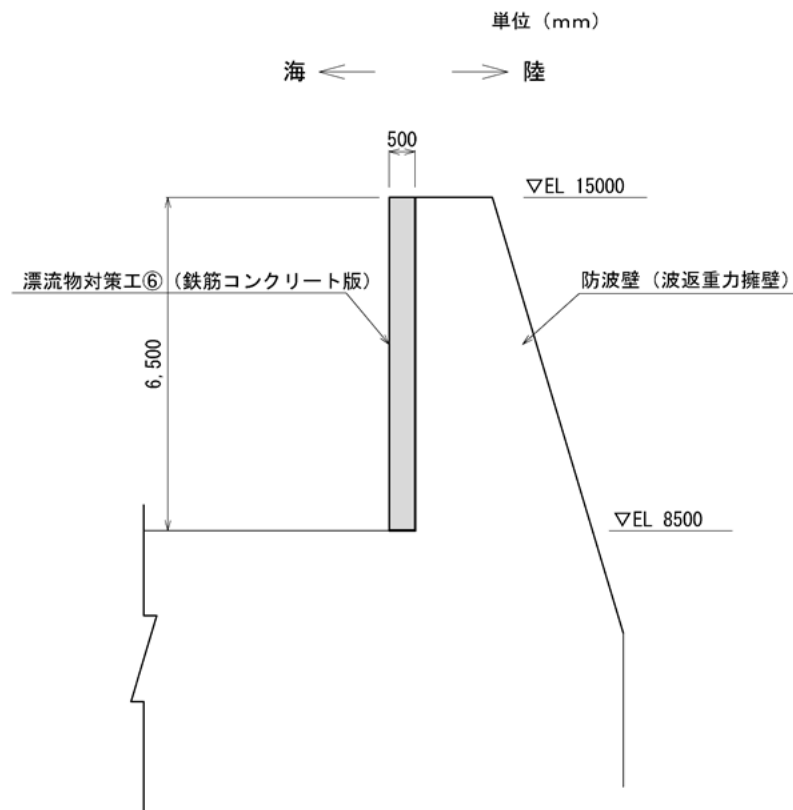 単位（mm）
海
陸
500
▽EL 15000
漂流物対策工⑥（鉄筋コンクリート版）
防波壁（波返重力擁壁）
6,500
▽EL 8500